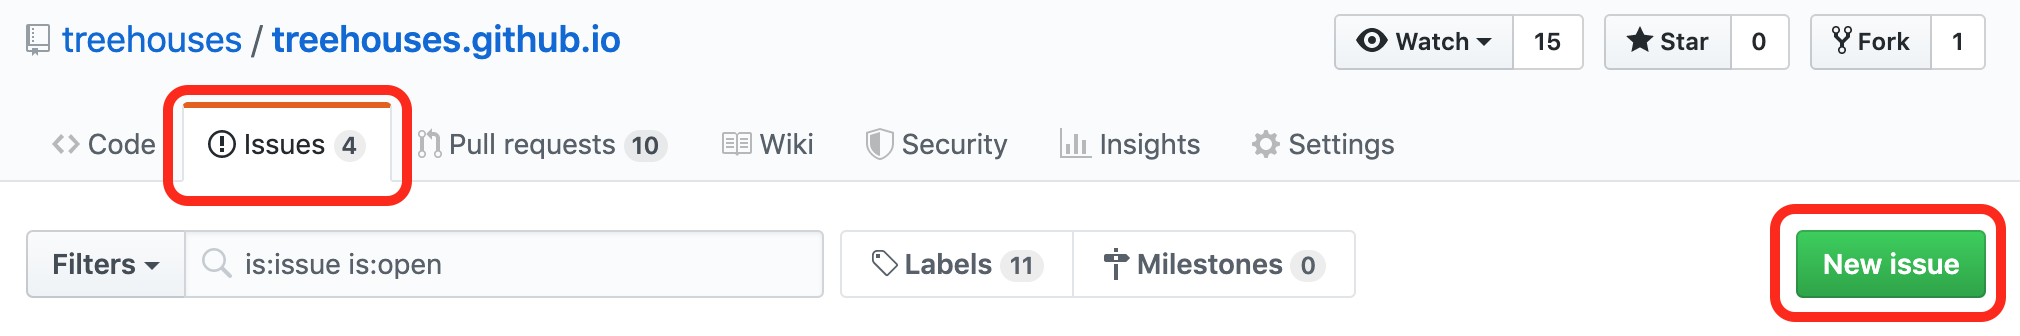 treehouses / treehouses.github.io Watch 15 Star 0 Fork 1
Code Issues 4 Pull requests 10 Wiki Security Insights Settings
Filters is:issue is:open Labels 11 Milestones 0 New issue